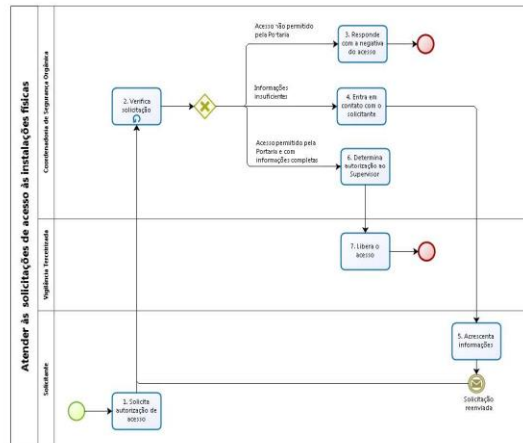 Atender às solicitações de acesso às instalações físicas
Coordenadoria de Segurança Orgânica
Vigilância Terceirizada
Solicitante
Acesso não permitido
pela Portaria
3. Responde
com a negativa
do acesso
2. Verifica
solicitação
Informações
insuficientes
4. Entra em
contato com o
solicitante
Acesso permitido pela
Portaria e com
informações completas
6. Determina
autorização ao
Supervisor
7. Libera o
acesso
5. Acrescenta
informações
Solicitação
reenviada
1. Solicita
autorização de
acesso